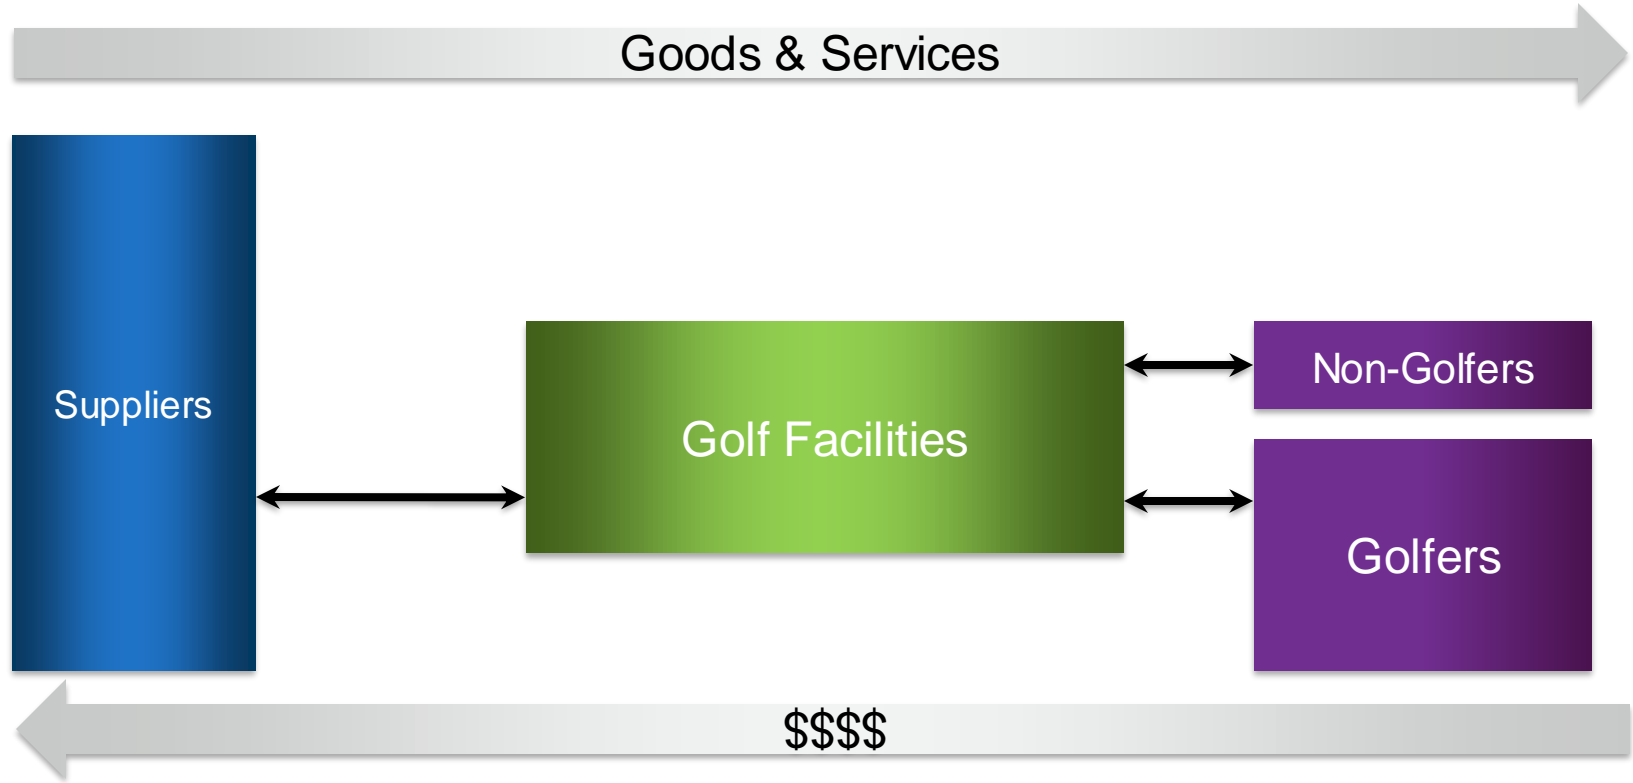 Goods & Services
Suppliers
Golf Facilities
Non-Golfers
Golfers
$$$$